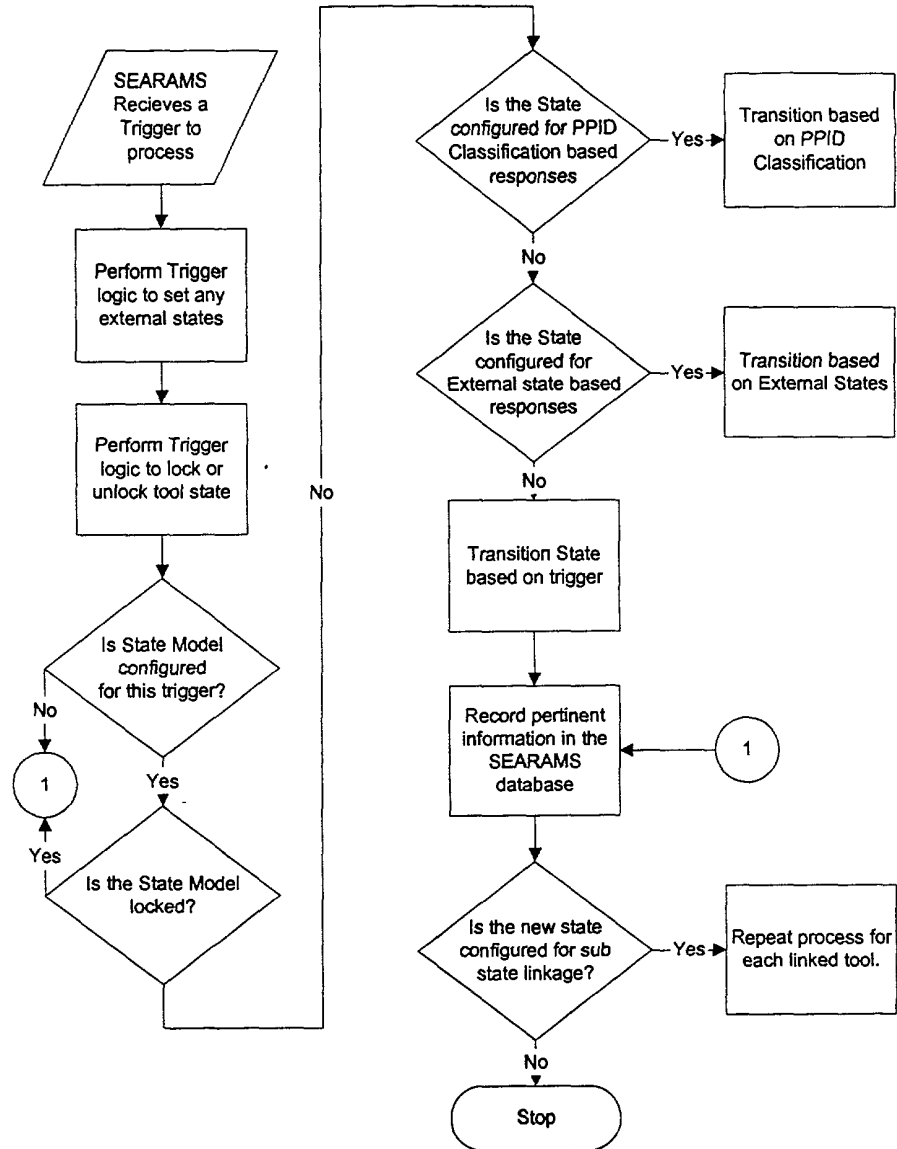 SEARAMS
Recieves a
Trigger to
process
Perform Trigger
logic to set any
external states
Perform Trigger
logic to lock or
unlock tool state
Is State Model
configured
for this trigger?
No
1
Yes
Yes
Is the State Model
locked?
No
Is the State
configured for PPID
Classification based
responses
Yes
Transition based
on PPID
Classification
No
Is the State
configured for
External state based
responses
Yes
Transition based
on External States
No
Transition State
based on trigger
Record pertinent
information in the
SEARAMS
database
1
Is the new state
configured for sub
state linkage?
Yes
Repeat process for
each linked tool.
No
Stop